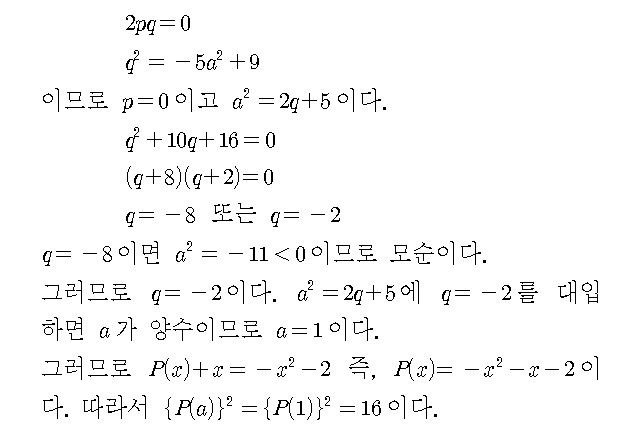 2pq=0
q² = −5a²+9
이므로 p=0이고 a²=2q+5이다.
q²+10q+16=0
(q+8)(q+2)=0
q=−8 또는 q=−2
q=−8이면 a²=−11<0이므로 모순이다.
그러므로 q=−2이다. a²=2q+5에 q=−2를 대입
하면 a가 양수이므로 a=1이다.
그러므로 P(x)+x=−x²−2 즉, P(x)=−x²−x−2이
다. 따라서 {P(a)}²={P(1)}²=16이다.